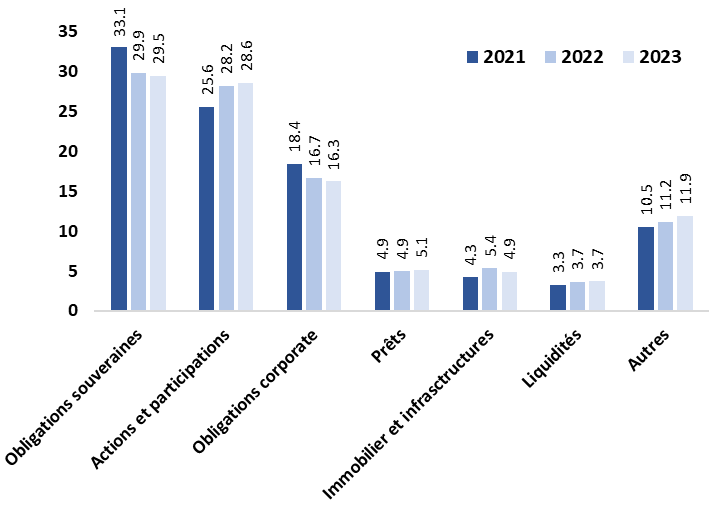 35
30
25
20
15
10
5
0
2021 2022 2023
33.1 29.9 29.5
25.6 28.2 28.6
18.4 16.7 16.3
4.9 4.9 5.1
4.3 5.4 4.9
3.3 3.7 3.7
10.5 11.2 11.9
Obligations souveraines
Actions et participations
Obligations corporate
Prêts
Immobilier et infrasctructures
Liquidités
Autres